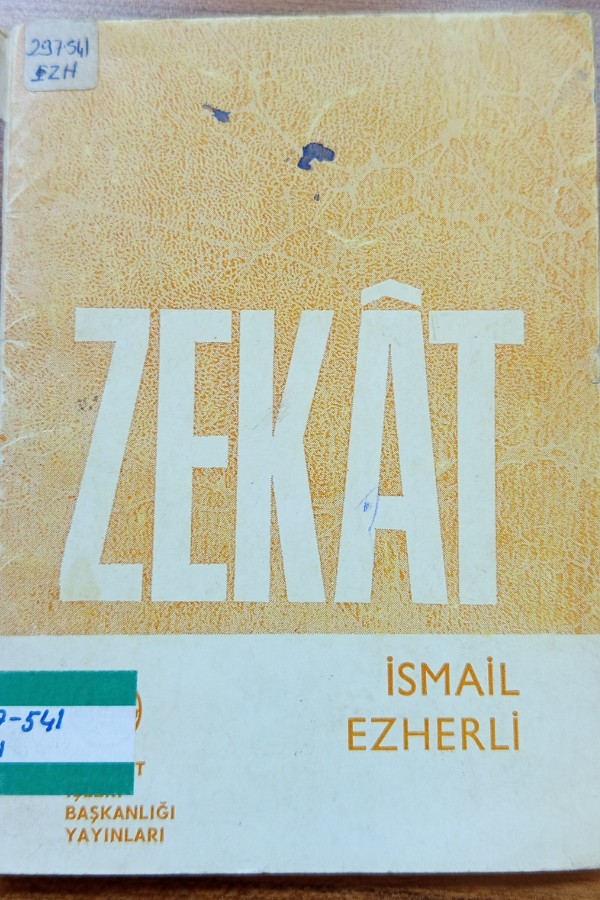 297.541
EZH
ZEKÂT
İSMAİL
EZHERLİ
-541
T
BAŞKANLIĞI
YAYINLARI